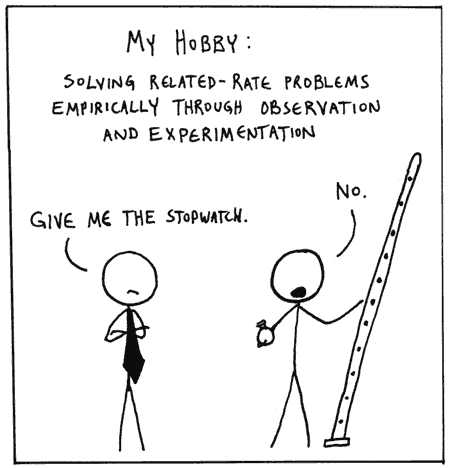 MY HOBBY:
SOLVING RELATED-RATE PROBLEMS
EMPIRICALLY THROUGH OBSERVATION
AND EXPERIMENTATION
NO.
GIVE ME THE STOPWATCH.